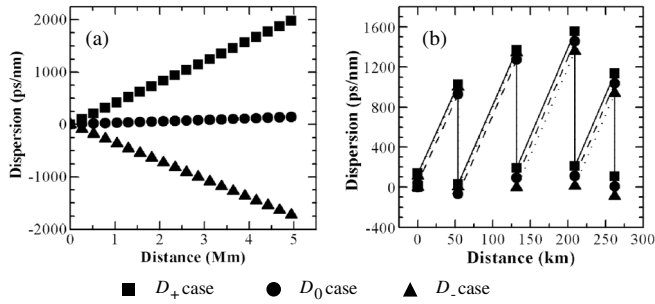 (a)
Dispersion (ps/nm)
2000
1000
0
-1000
-2000
0 1 2 3 4 5
Distance (Mm)
(b)
Dispersion (ps/nm)
1600
1200
800
400
0
-400
0 50 100 150 200 250 300
Distance (km)
D+ case D0 case D- case